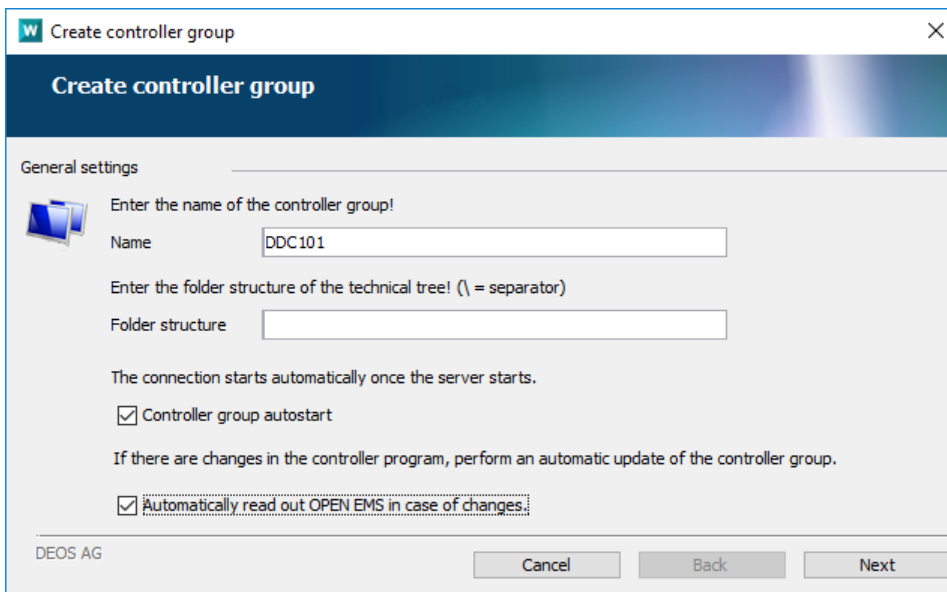 W Create controller group
Create controller group
General settings
Enter the name of the controller group!
Name DDC101
Enter the folder structure of the technical tree! (\ = separator)
Folder structure
The connection starts automatically once the server starts.
Controller group autostart
If there are changes in the controller program, perform an automatic update of the controller group.
Automatically read out OPEN EMS in case of changes.
DEOS AG
Cancel Back Next